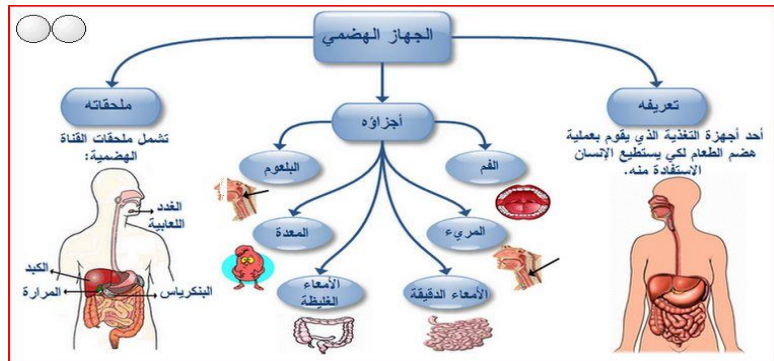 الجهاز الهضمي
تعريفه
أجزاؤه
ملحقاته
أحد أجهزة التغذية الذي يقوم بعملية
هضم الطعام لكي يستطيع الإنسان
الاستفادة منه.
تشمل ملحقات القناة
الهضمية:
الفم
البلعوم
المريء
المعدة
الأمعاء الدقيقة
الأمعاء
الغليظة
الغدد
اللعابية
الكبد
المرارة
البنكرياس